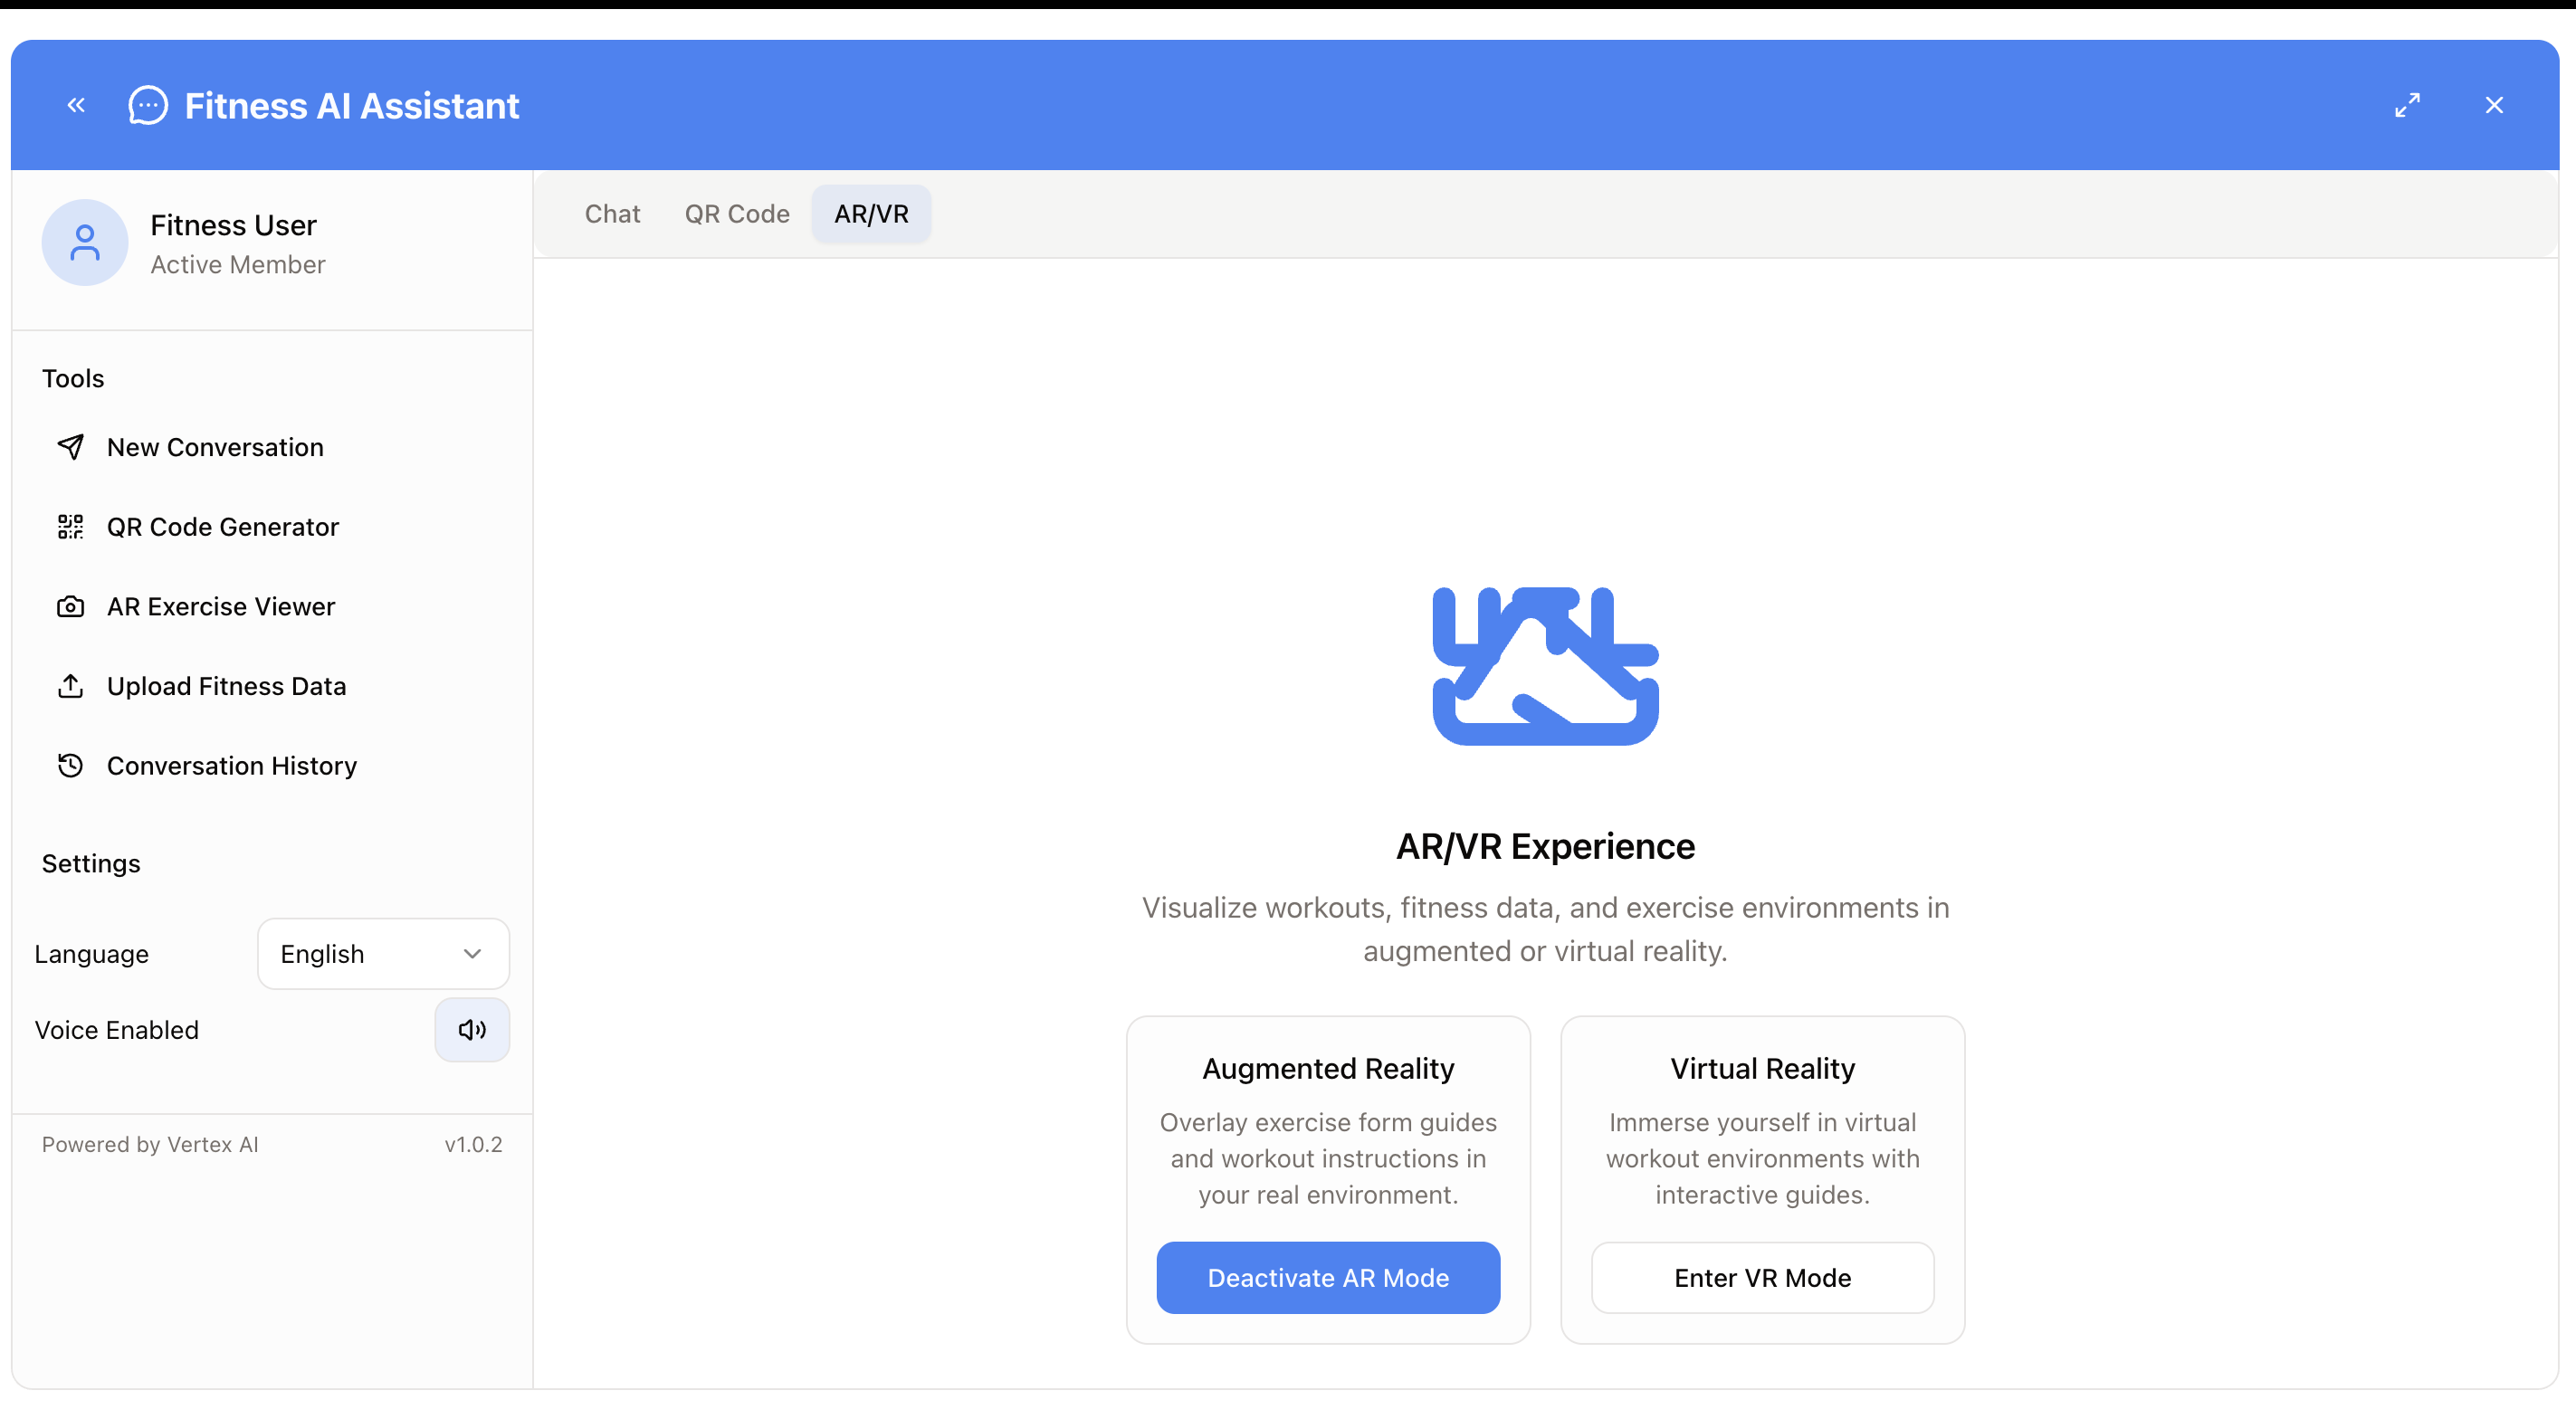 Fitness AI Assistant
Fitness User
Active Member
Tools
New Conversation
QR Code Generator
AR Exercise Viewer
Upload Fitness Data
Conversation History
Settings
Language
English
Voice Enabled
Powered by Vertex AI
v1.0.2
Chat
QR Code
AR/VR
AR/VR Experience
Visualize workouts, fitness data, and exercise environments in
augmented or virtual reality.
Augmented Reality
Overlay exercise form guides
and workout instructions in
your real environment.
Deactivate AR Mode
Virtual Reality
Immerse yourself in virtual
workout environments with
interactive guides.
Enter VR Mode